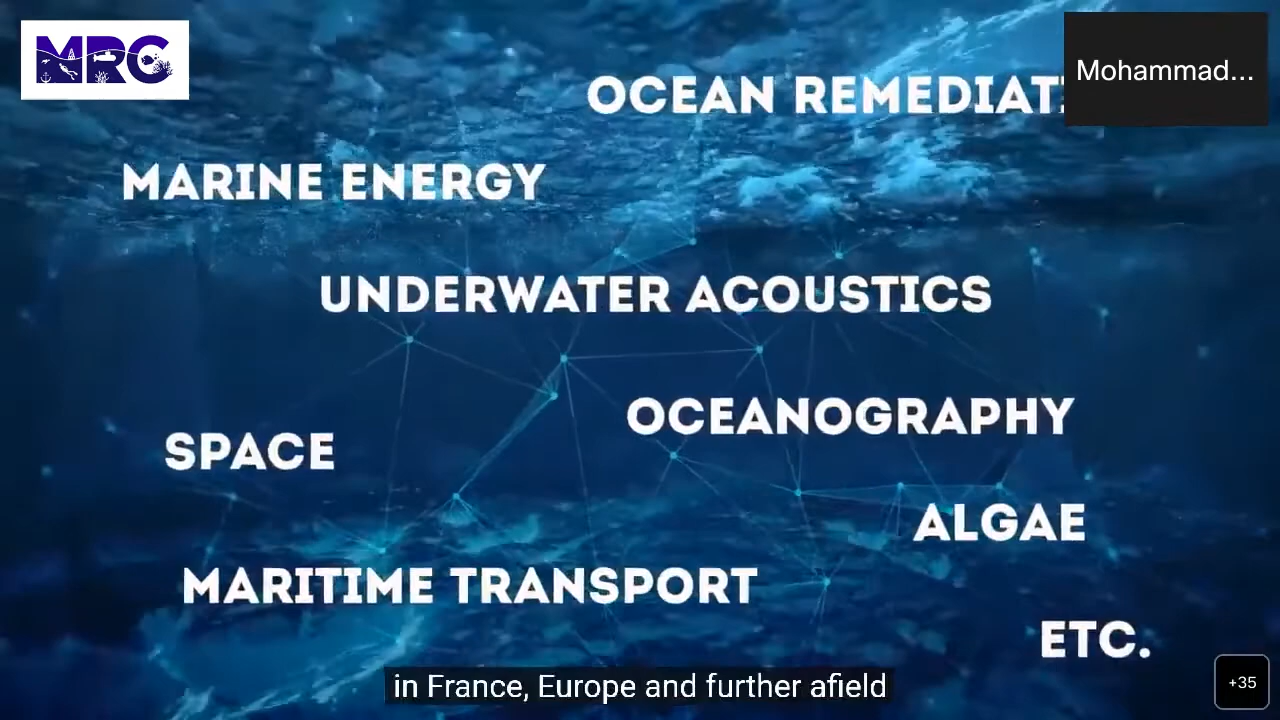 MRC
Mohammad...
OCEAN REMEDIAT
MARINE ENERGY
UNDERWATER ACOUSTICS
OCEANOGRAPHY
SPACE
ALGAE
MARITIME TRANSPORT
ETC.
in France, Europe and further afield
+35